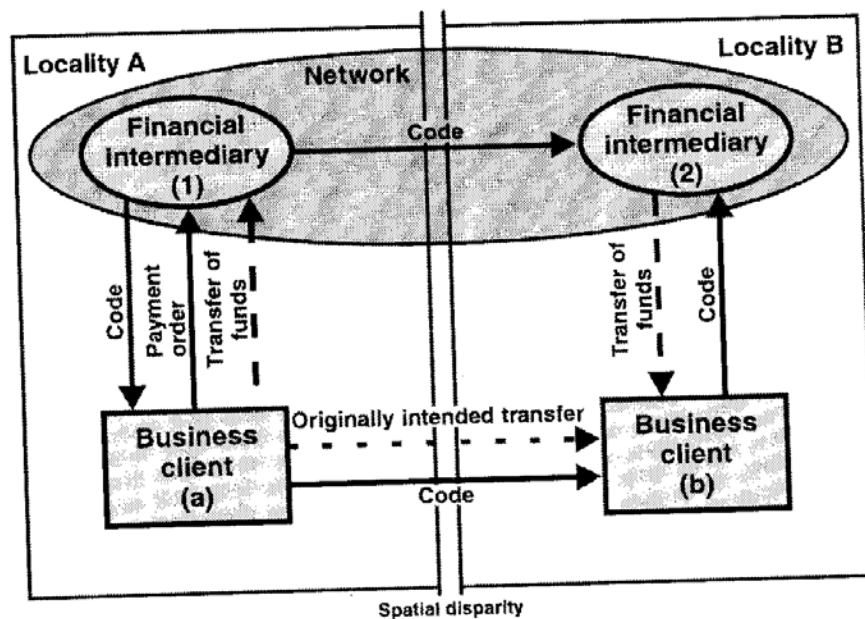 Locality A
Locality B
Network
Financial
intermediary
(1)
Code
Financial
intermediary
(2)
Code
Payment
order
Transfer of
funds
Transfer of
funds
Code
Originally intended transfer
Business
client
(a)
Code
Business
client
(b)
Spatial disparity